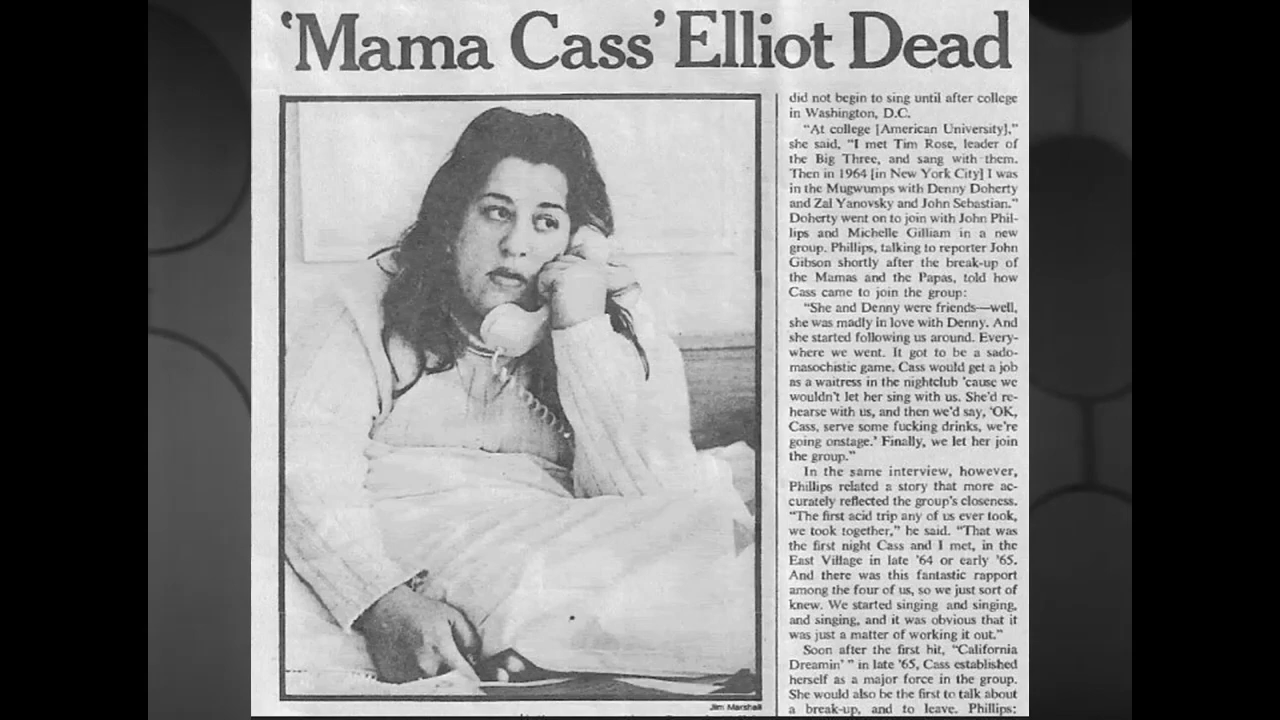 ‘Mama Cass’ Elliot Dead
did not begin to sing until after college
in Washington, D.C.
“At college [American University],”
she said, “I met Tim Rose, leader of
the Big Three, and sang with them.
Then in 1964 [in New York City] I was
in the Mugwumps with Denny Doherty
and Zal Yanovsky and John Sebastian.”
Doherty went on to join with John Phil-
lips and Michelle Gilliam in a new
group. Phillips, talking to reporter John
Gibson shortly after the break-up of
the Mamas and the Papas, told how
Cass came to join the group:
“She and Denny were friends—well,
she was madly in love with Denny. And
she started following us around. Every-
where we went. It got to be a sado-
masochistic game. Cass would get a job
as a waitress in the nightclub ’cause we
wouldn’t let her sing with us. She’d re-
hearse with us, and then we’d say, ‘OK,
Cass, serve some fucking drinks, we’re
going onstage.’ Finally, we let her join
the group.”
In the same interview, however,
Phillips related a story that more ac-
curately reflected the group’s closeness.
“The first acid trip any of us ever took,
we took together,” he said. “That was
the first night Cass and I met, in the
East Village in late ’64 or early ’65.
And there was this fantastic rapport
among the four of us, so we just sort of
knew. We started singing and singing,
and singing, and it was obvious that it
was just a matter of working it out.”
Soon after the first hit, “California
Dreamin’ ” in late ’65, Cass established
herself as a major force in the group.
She would also be the first to talk about
a break-up, and to leave. Phillips:
Jim Marshall